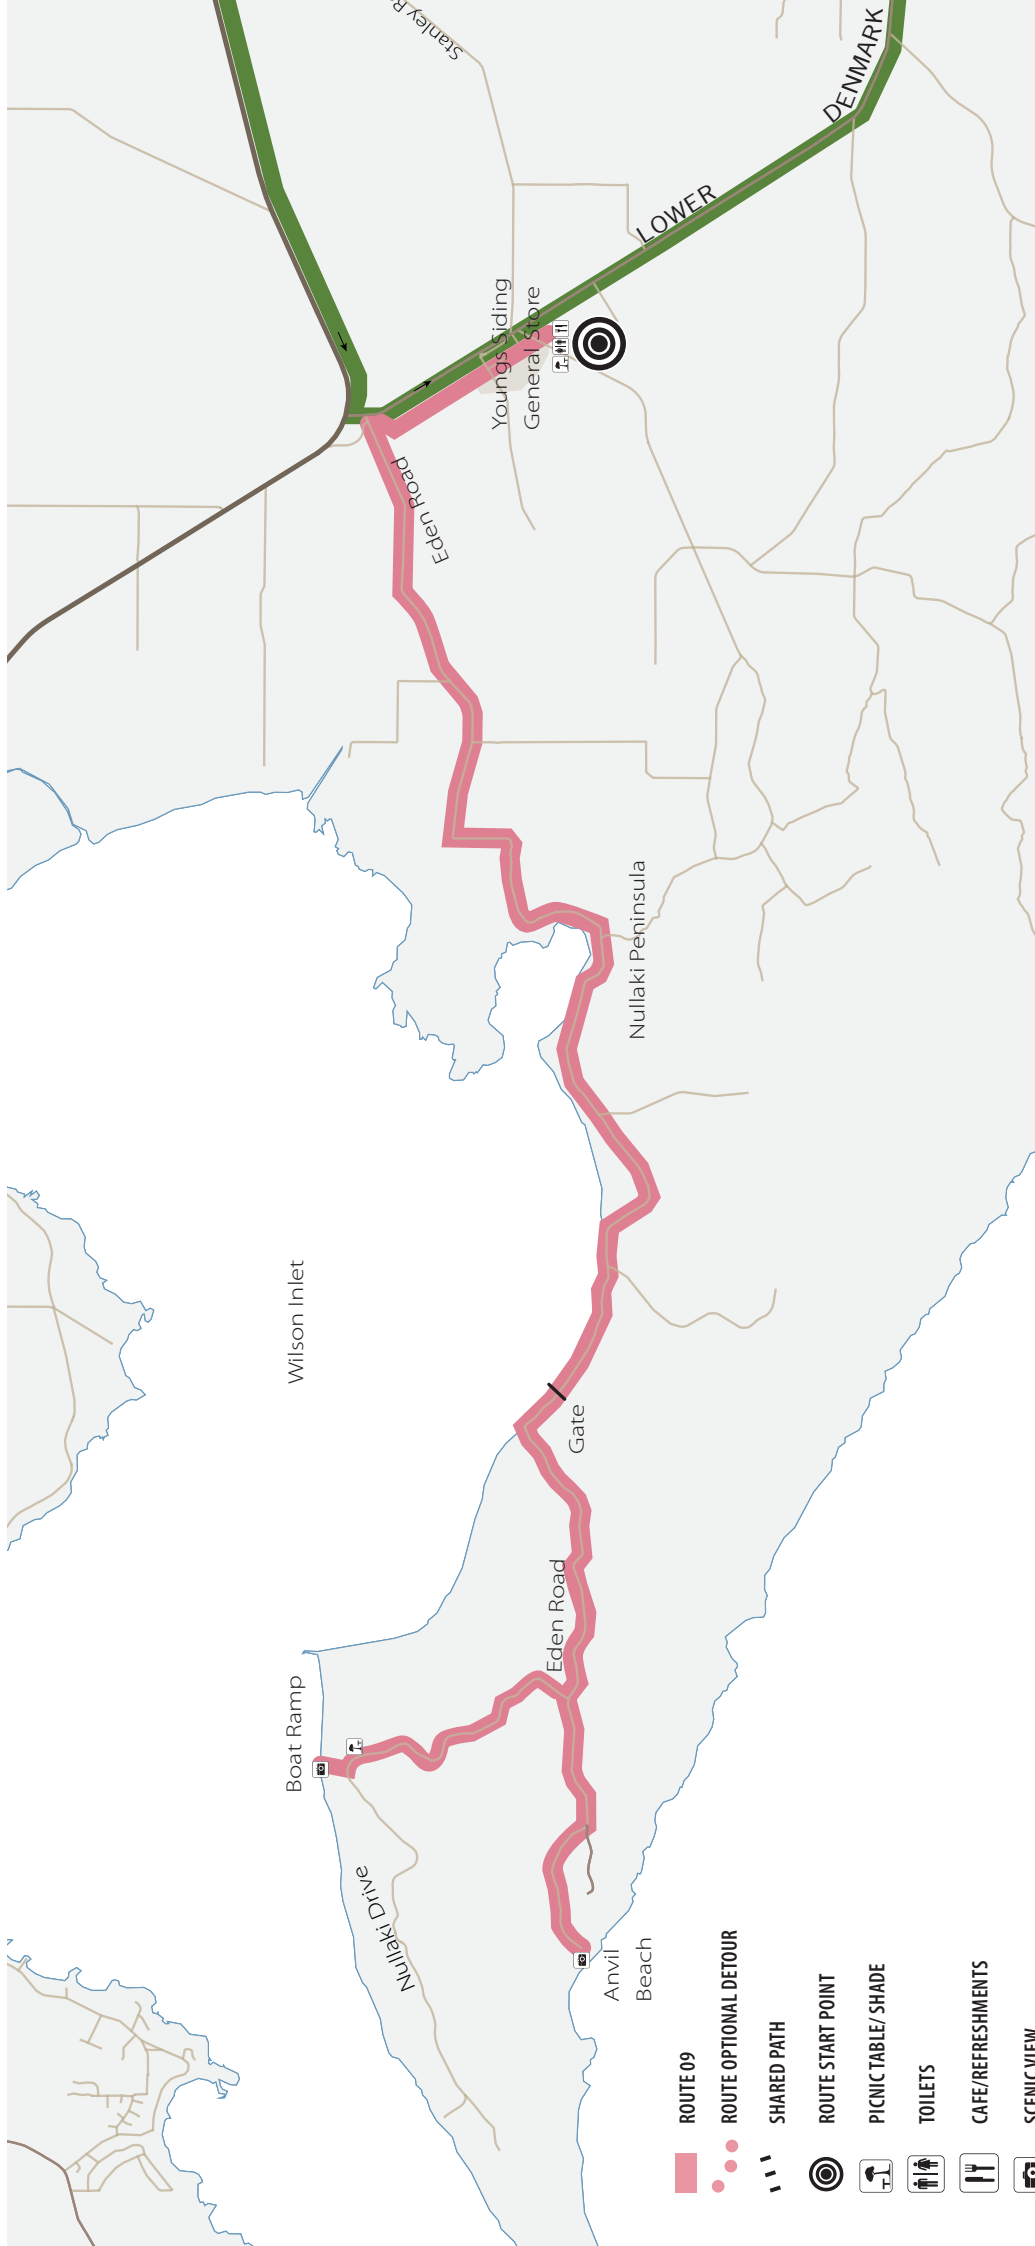 Stanley R
DENMARK
LOWER
Youngs Siding
General Store
Eden Road
Nullaki Peninsula
Wilson Inlet
Gate
Eden Road
Boat Ramp
Nullaki Drive
Anvil
Beach
ROUTE 09
ROUTE OPTIONAL DETOUR
SHARED PATH
ROUTE START POINT
PICNIC TABLE/ SHADE
TOILETS
CAFE/REFRESHMENTS
SCENIC VIEW